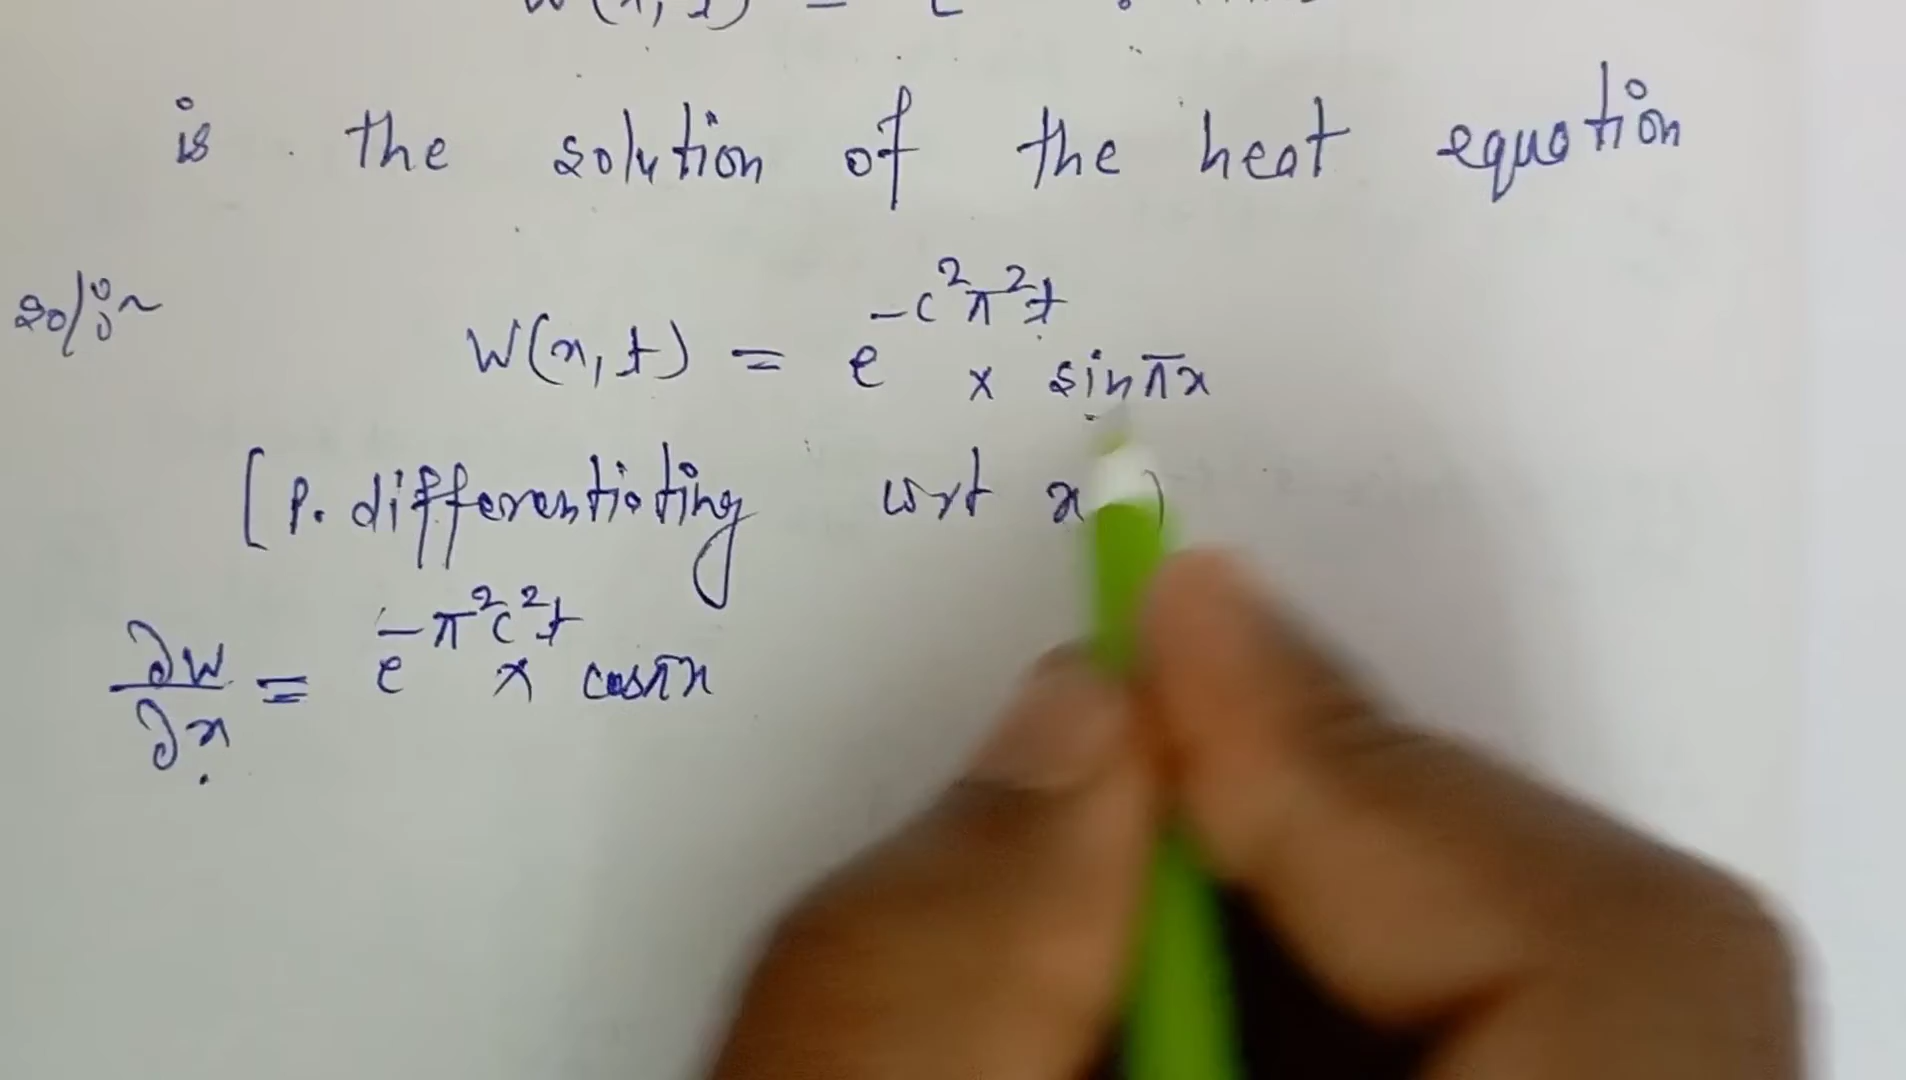 is the solution of the heat equation
sol:~ W(x,t) = e^{-c²π²t} × sinπx
[P. differentiating wrt x]
∂w/∂x = e^{-π²c²t} × cosπx